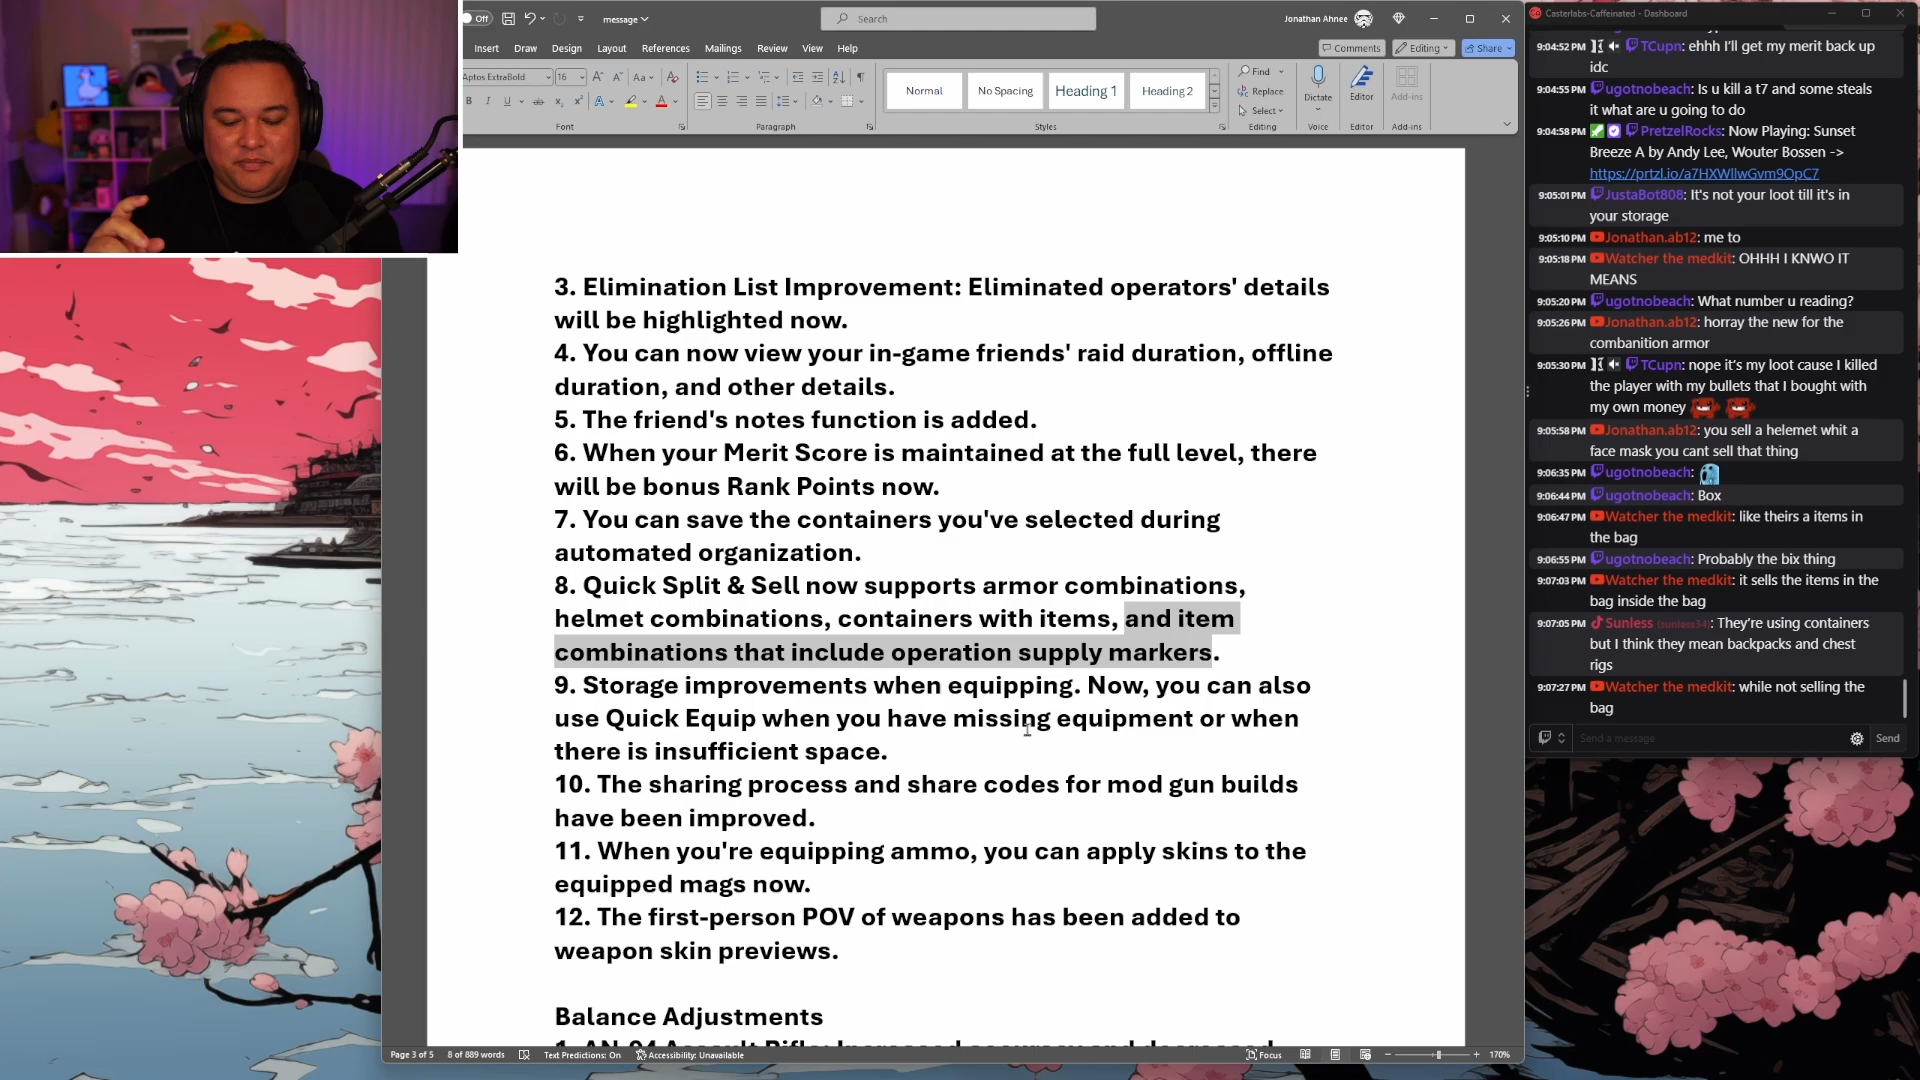 Off
message
Search
Jonathan Ahnee
Insert Draw Design Layout References Mailings Review View Help
Comments Editing Share
Aptos ExtraBold 16
Normal No Spacing Heading 1 Heading 2
Find
Replace
Select
Dictate Editor Add-ins
Font Paragraph Styles Editing Voice Editor Add-ins
3. Elimination List Improvement: Eliminated operators' details
will be highlighted now.
4. You can now view your in-game friends' raid duration, offline
duration, and other details.
5. The friend's notes function is added.
6. When your Merit Score is maintained at the full level, there
will be bonus Rank Points now.
7. You can save the containers you've selected during
automated organization.
8. Quick Split & Sell now supports armor combinations,
helmet combinations, containers with items, and item
combinations that include operation supply markers.
9. Storage improvements when equipping. Now, you can also
use Quick Equip when you have missing equipment or when
there is insufficient space.
10. The sharing process and share codes for mod gun builds
have been improved.
11. When you're equipping ammo, you can apply skins to the
equipped mags now.
12. The first-person POV of weapons has been added to
weapon skin previews.
Balance Adjustments
Page 3 of 5 8 of 889 words Text Predictions: On Accessibility: Unavailable Focus 170%
Casterlabs-Caffeinated - Dashboard
9:04:52 PM TCupn: ehhh I'll get my merit back up
idc
9:04:55 PM ugotnobeach: Is u kill a t7 and some steals
it what are u going to do
9:04:58 PM PretzelRocks: Now Playing: Sunset
Breeze A by Andy Lee, Wouter Bossen ->
https://prtzl.io/a7HXWllwGvm9OpC7
9:05:01 PM JustaBot808: It's not your loot till it's in
your storage
9:05:10 PM Jonathan.ab12: me to
9:05:18 PM Watcher the medkit: OHHH I KNWO IT
MEANS
9:05:20 PM ugotnobeach: What number u reading?
9:05:26 PM Jonathan.ab12: horray the new for the
combanition armor
9:05:30 PM TCupn: nope it's my loot cause I killed
the player with my bullets that I bought with
my own money
9:05:58 PM Jonathan.ab12: you sell a helemet whit a
face mask you cant sell that thing
9:06:35 PM ugotnobeach:
9:06:44 PM ugotnobeach: Box
9:06:47 PM Watcher the medkit: like theirs a items in
the bag
9:06:55 PM ugotnobeach: Probably the bix thing
9:07:03 PM Watcher the medkit: it sells the items in the
bag inside the bag
9:07:05 PM Sunless (sunless34): They're using containers
but I think they mean backpacks and chest
rigs
9:07:27 PM Watcher the medkit: while not selling the
bag
Send a message
Send